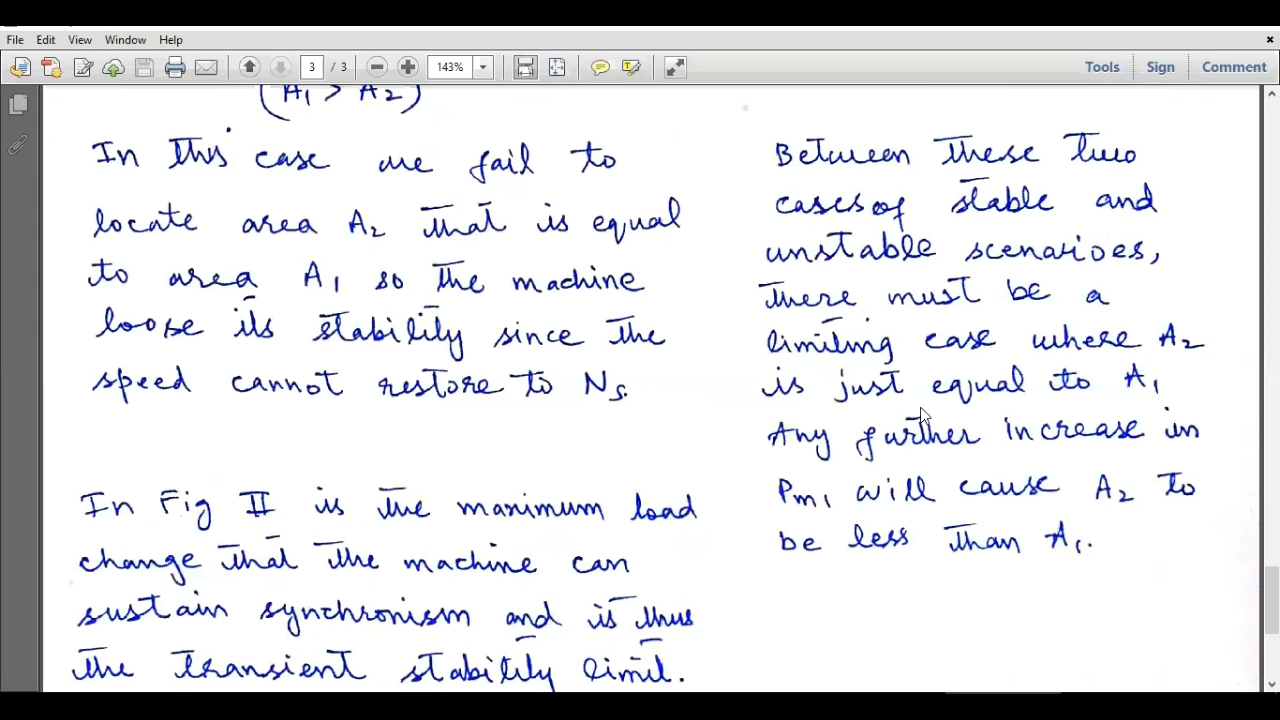 File Edit View Window Help
3 / 3 143% Tools Sign Comment
(A1 > A2)
In this case we fail to
locate area A2 that is equal
to area A1 so the machine
loose its stability since the
speed cannot restore to Ns.
In Fig II is the maximum load
change that the machine can
sustain synchronism and is thus
the transient stability limit.
Between these two
cases of stable and
unstable scenarioes,
there must be a
limiting case where A2
is just equal to A1
Any further increase in
Pm1 will cause A2 to
be less than A1.